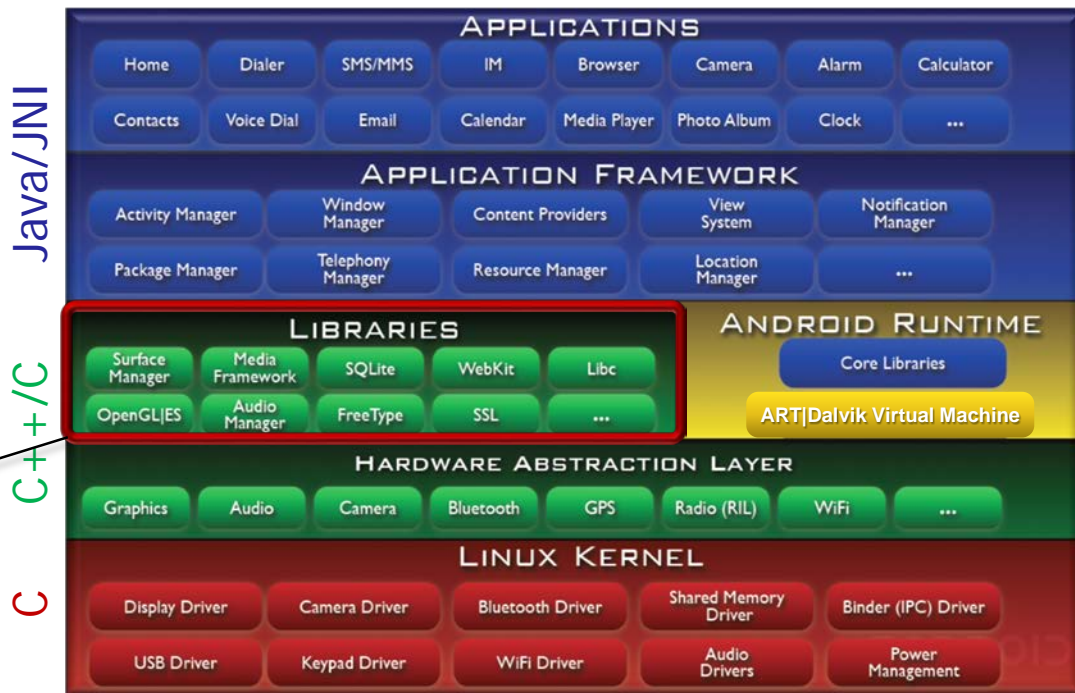 APPLICATIONS
Home Dialer SMS/MMS IM Browser Camera Alarm Calculator
Contacts Voice Dial Email Calendar Media Player Photo Album Clock ...
Java/JNI
APPLICATION FRAMEWORK
Activity Manager Window Manager Content Providers View System Notification Manager
Package Manager Telephony Manager Resource Manager Location Manager ...
LIBRARIES
Surface Manager Media Framework SQLite WebKit Libc
OpenGL|ES Audio Manager FreeType SSL ...
ANDROID RUNTIME
Core Libraries
ART|Dalvik Virtual Machine
C++/C
HARDWARE ABSTRACTION LAYER
Graphics Audio Camera Bluetooth GPS Radio (RIL) WiFi ...
C
LINUX KERNEL
Display Driver Camera Driver Bluetooth Driver Shared Memory Driver Binder (IPC) Driver
USB Driver Keypad Driver WiFi Driver Audio Drivers Power Management